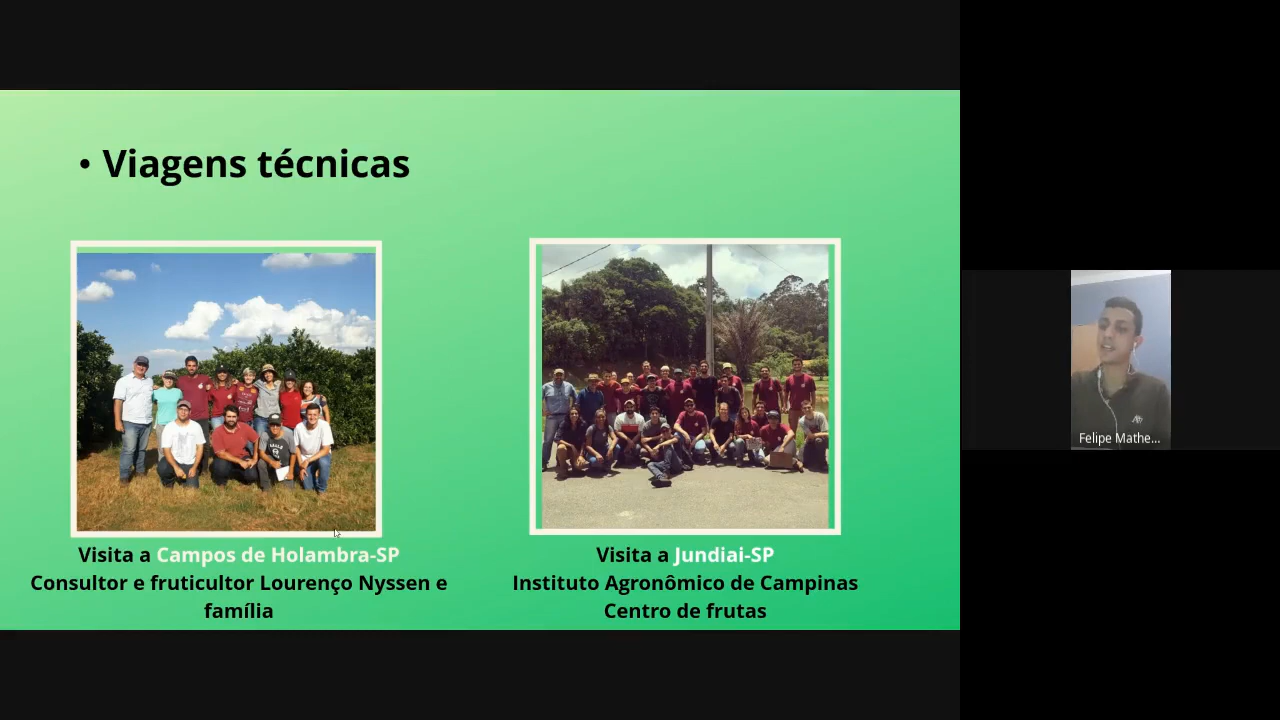 • Viagens técnicas
Visita a Campos de Holambra-SP
Consultor e fruticultor Lourenço Nyssen e
família
Visita a Jundiai-SP
Instituto Agronômico de Campinas
Centro de frutas
Felipe Mathe...